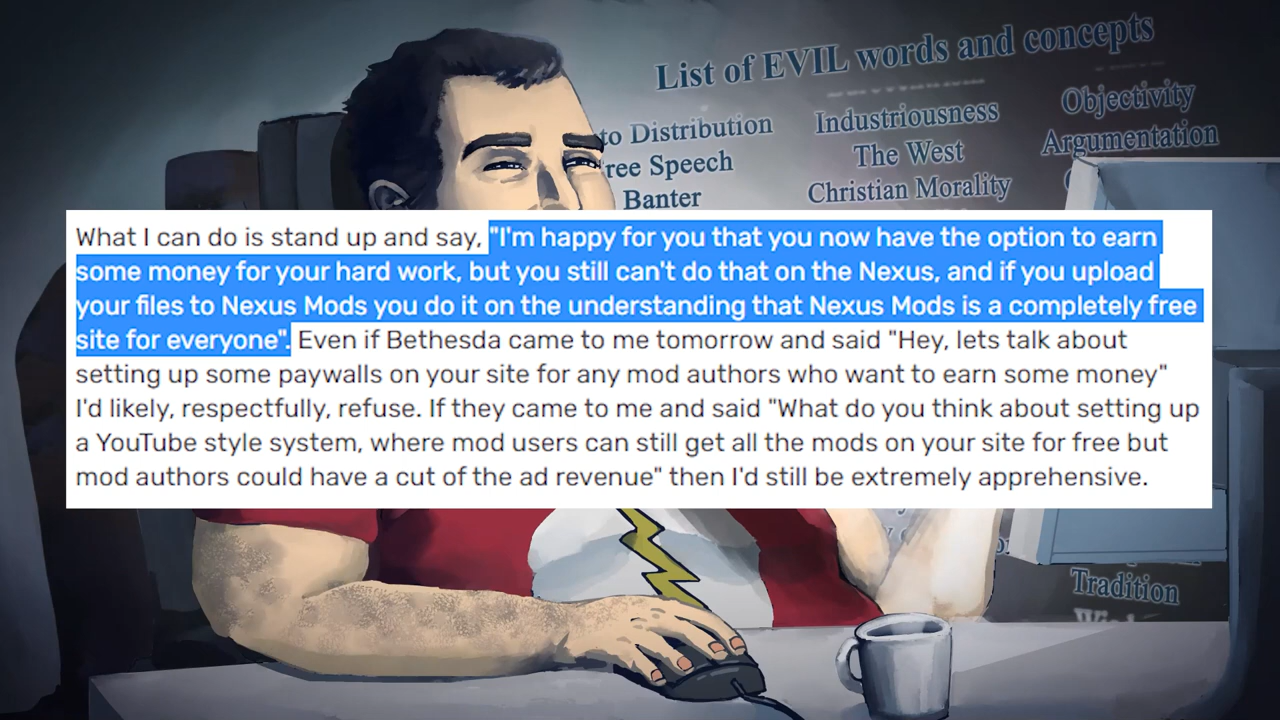 List of EVIL words and concepts
to Distribution
ree Speech
Banter
Industriousness
The West
Christian Morality
Objectivity
Argumentation
What I can do is stand up and say, "I'm happy for you that you now have the option to earn
some money for your hard work, but you still can't do that on the Nexus, and if you upload
your files to Nexus Mods you do it on the understanding that Nexus Mods is a completely free
site for everyone". Even if Bethesda came to me tomorrow and said "Hey, lets talk about
setting up some paywalls on your site for any mod authors who want to earn some money"
I'd likely, respectfully, refuse. If they came to me and said "What do you think about setting up
a YouTube style system, where mod users can still get all the mods on your site for free but
mod authors could have a cut of the ad revenue" then I'd still be extremely apprehensive.
Tradition